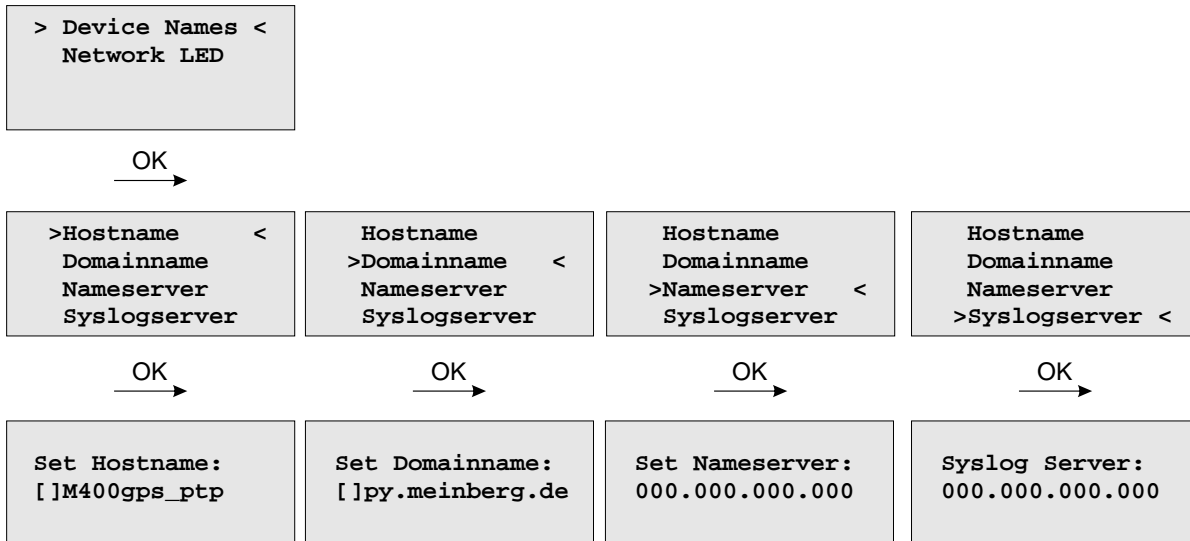 > Device Names <
Network LED
OK
>Hostname <
Domainname
Nameserver
Syslogserver
Hostname
>Domainname <
Nameserver
Syslogserver
Hostname
Domainname
>Nameserver <
Syslogserver
Hostname
Domainname
Nameserver
>Syslogserver <
OK
OK
OK
OK
Set Hostname:
[]M400gps_ptp
Set Domainname:
[]py.meinberg.de
Set Nameserver:
000.000.000.000
Syslog Server:
000.000.000.000